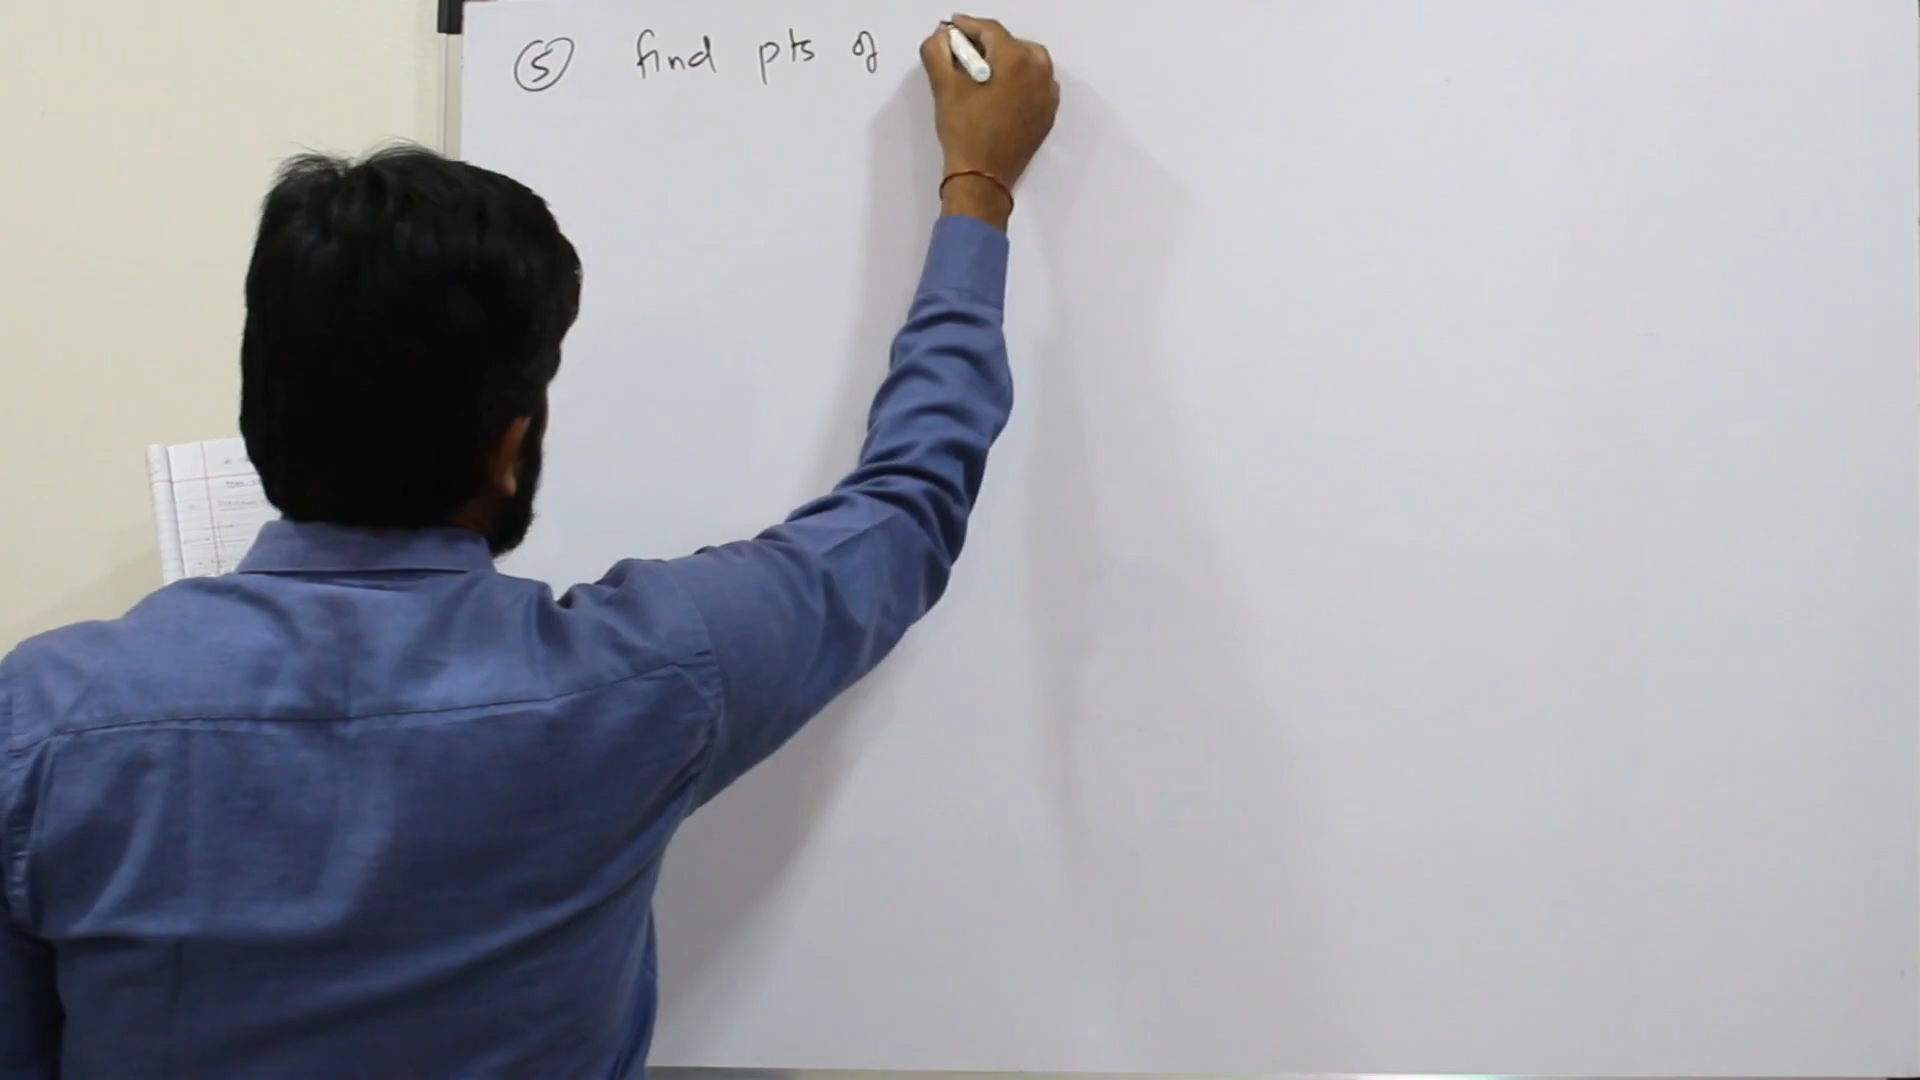 ⑤ find pts of